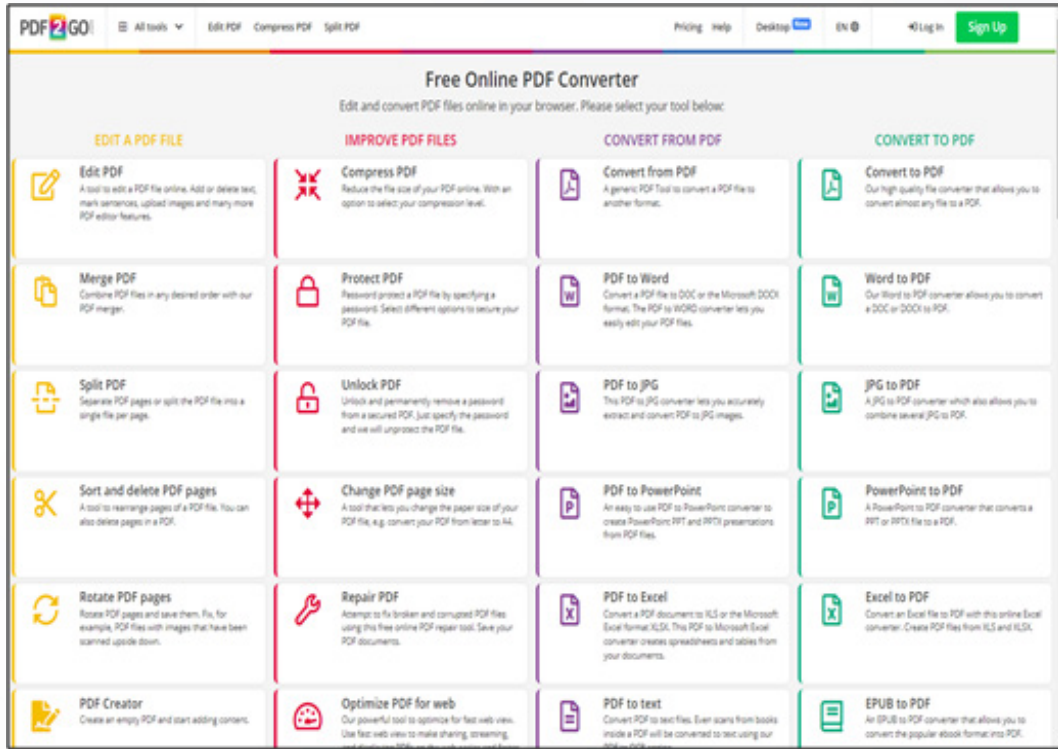 PDF2GO
All tools
Edit PDF Compress PDF Split PDF
Pricing Help Desktop New EN Log In Sign Up
Free Online PDF Converter
Edit and convert PDF files online in your browser. Please select your tool below:
EDIT A PDF FILE
Edit PDF
A tool to edit a PDF file online. Add or delete text,
mark sentences, upload images and many more
PDF editor features.
Merge PDF
Combine PDF files in any desired order with our
PDF merger.
Split PDF
Separate PDF pages or split the PDF file into a
single file per page.
Sort and delete PDF pages
A tool to rearrange pages of a PDF file. You can
also delete pages in a PDF.
Rotate PDF pages
Rotate PDF pages and save them. Fix, for
example, PDF files with images that have been
scanned upside down.
PDF Creator
Create an empty PDF and start adding content.
IMPROVE PDF FILES
Compress PDF
Reduce the file size of your PDF online. With an
option to select your compression level.
Protect PDF
Password protect a PDF file by specifying a
password. Select different options to secure your
PDF file.
Unlock PDF
Unlock and permanently remove a password
from a secured PDF. Just specify the password
and we will unprotect the PDF file.
Change PDF page size
A tool that lets you change the paper size of your
PDF file, e.g. convert your PDF from letter to A4.
Repair PDF
Attempt to fix broken and corrupted PDF files
using this free online PDF repair tool. Save your
PDF documents.
Optimize PDF for web
Our powerful tool to optimize for fast web view.
Use fast web view to make sharing, streaming,
CONVERT FROM PDF
Convert from PDF
A generic PDF Tool to convert a PDF file to
another format.
PDF to Word
Convert a PDF file to DOC or the Microsoft DOCX
format. The PDF to WORD converter lets you
easily edit your PDF files.
PDF to JPG
This PDF to JPG converter lets you accurately
extract and convert PDF to JPG images.
PDF to PowerPoint
An easy to use PDF to PowerPoint converter to
create PowerPoint PPT and PPTX presentations
from PDF files.
PDF to Excel
Convert a PDF document to XLS or the Microsoft
Excel format XLSX. This PDF to Microsoft Excel
converter creates spreadsheets and tables from
your documents.
PDF to text
Convert PDF to text files. Even scans from books
inside a PDF will be converted to text using our
CONVERT TO PDF
Convert to PDF
Our high quality file converter that allows you to
convert almost any file to a PDF.
Word to PDF
Our Word to PDF converter allows you to convert
a DOC or DOCX to PDF.
JPG to PDF
A JPG to PDF converter which also allows you to
combine several JPG to PDF.
PowerPoint to PDF
A PowerPoint to PDF converter that converts a
PPT or PPTX file to a PDF.
Excel to PDF
Convert an Excel file to PDF with this online Excel
converter. Create PDF files from XLS and XLSX.
EPUB to PDF
An EPUB to PDF converter that allows you to
convert the popular ebook format into PDF.